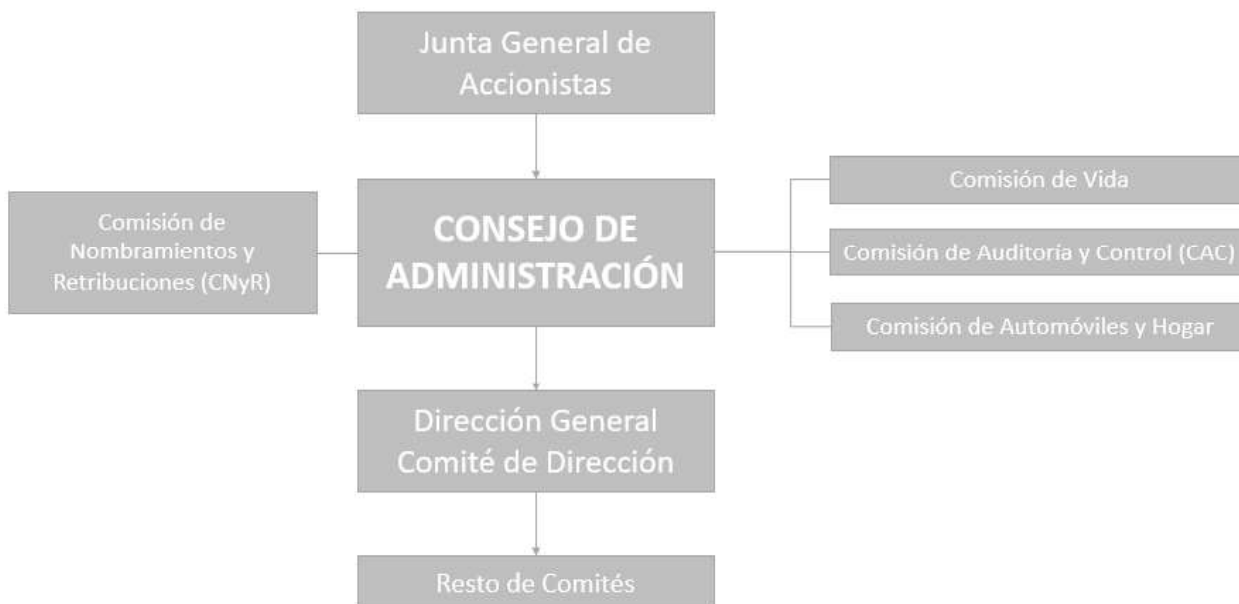 Junta General de
Accionistas
Comisión de
Nombramientos y
Retribuciones (CNyR)
CONSEJO DE
ADMINISTRACIÓN
Comisión de Vida
Comisión de Auditoría y Control (CAC)
Comisión de Automóviles y Hogar
Dirección General
Comité de Dirección
Resto de Comités